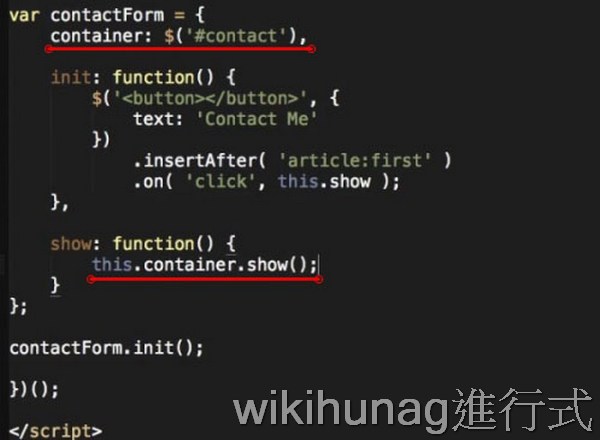 var contactForm = {
    container: $('#contact'),

    init: function() {
        $('<button></button>', {
            text: 'Contact Me'
        })
            .insertAfter( 'article:first' )
            .on( 'click', this.show );
    },

    show: function() {
        this.container.show();
    }
};

contactForm.init();

})();

wikihunag進行式
</script>